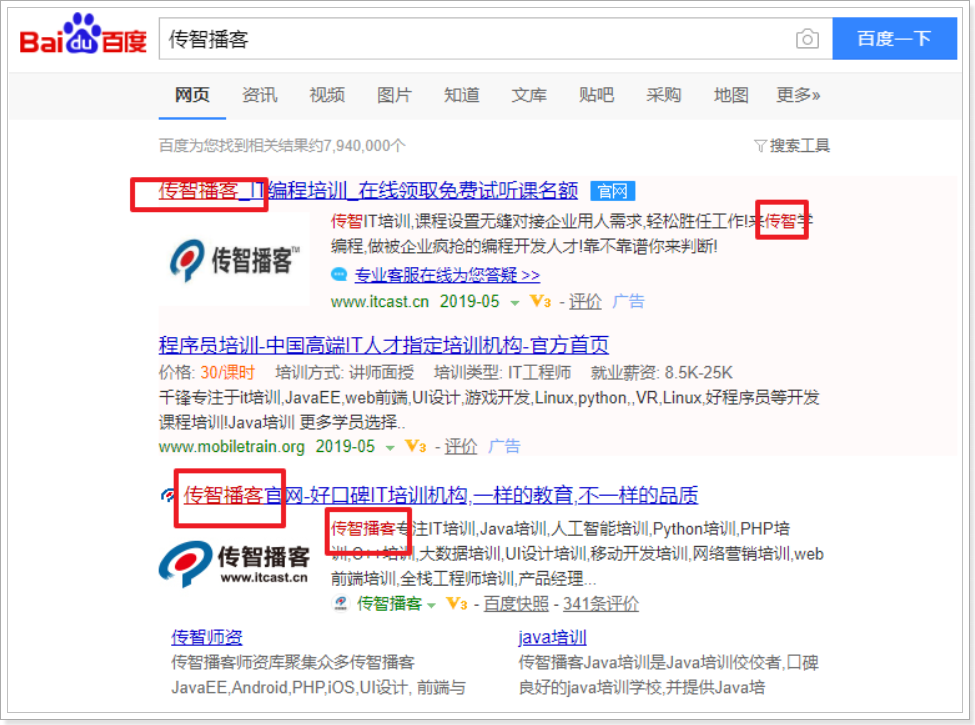 Bai du 百度 传智播客 百度一下
网页 资讯 视频 图片 知道 文库 贴吧 采购 地图 更多»
百度为您找到相关结果约7,940,000个 搜索工具
传智播客_IT编程培训_在线领取免费试听课名额 官网
传智IT培训,课程设置无缝对接企业用人需求,轻松胜任工作!来传智学
编程,做被企业疯抢的编程开发人才!靠不靠谱你来判断!
传智播客™
专业客服在线为您答疑 >>
www.itcast.cn 2019-05 V3 - 评价 广告
程序员培训-中国高端IT人才指定培训机构-官方首页
价格: 30/课时 培训方式: 讲师面授 培训类型: IT工程师 就业薪资: 8.5K-25K
千锋专注于it培训,JavaEE,web前端,UI设计,游戏开发,Linux,python,,VR,Linux,好程序员等开发
课程培训!Java培训 更多学员选择..
www.mobiletrain.org 2019-05 V3 - 评价 广告
传智播客官网-好口碑IT培训机构,一样的教育,不一样的品质
传智播客专注IT培训,Java培训,人工智能培训,Python培训,PHP培
训,C++培训,大数据培训,UI设计培训,移动开发培训,网络营销培训,web
前端培训,全栈工程师培训,产品经理...
传智播客
www.itcast.cn
传智播客 V3 - 百度快照 - 341条评价
传智师资 java培训
传智播客师资库聚集众多传智播客 传智播客Java培训是Java培训佼佼者,口碑
JavaEE,Android,PHP,iOS,UI设计, 前端与 良好的java培训学校,并提供Java培